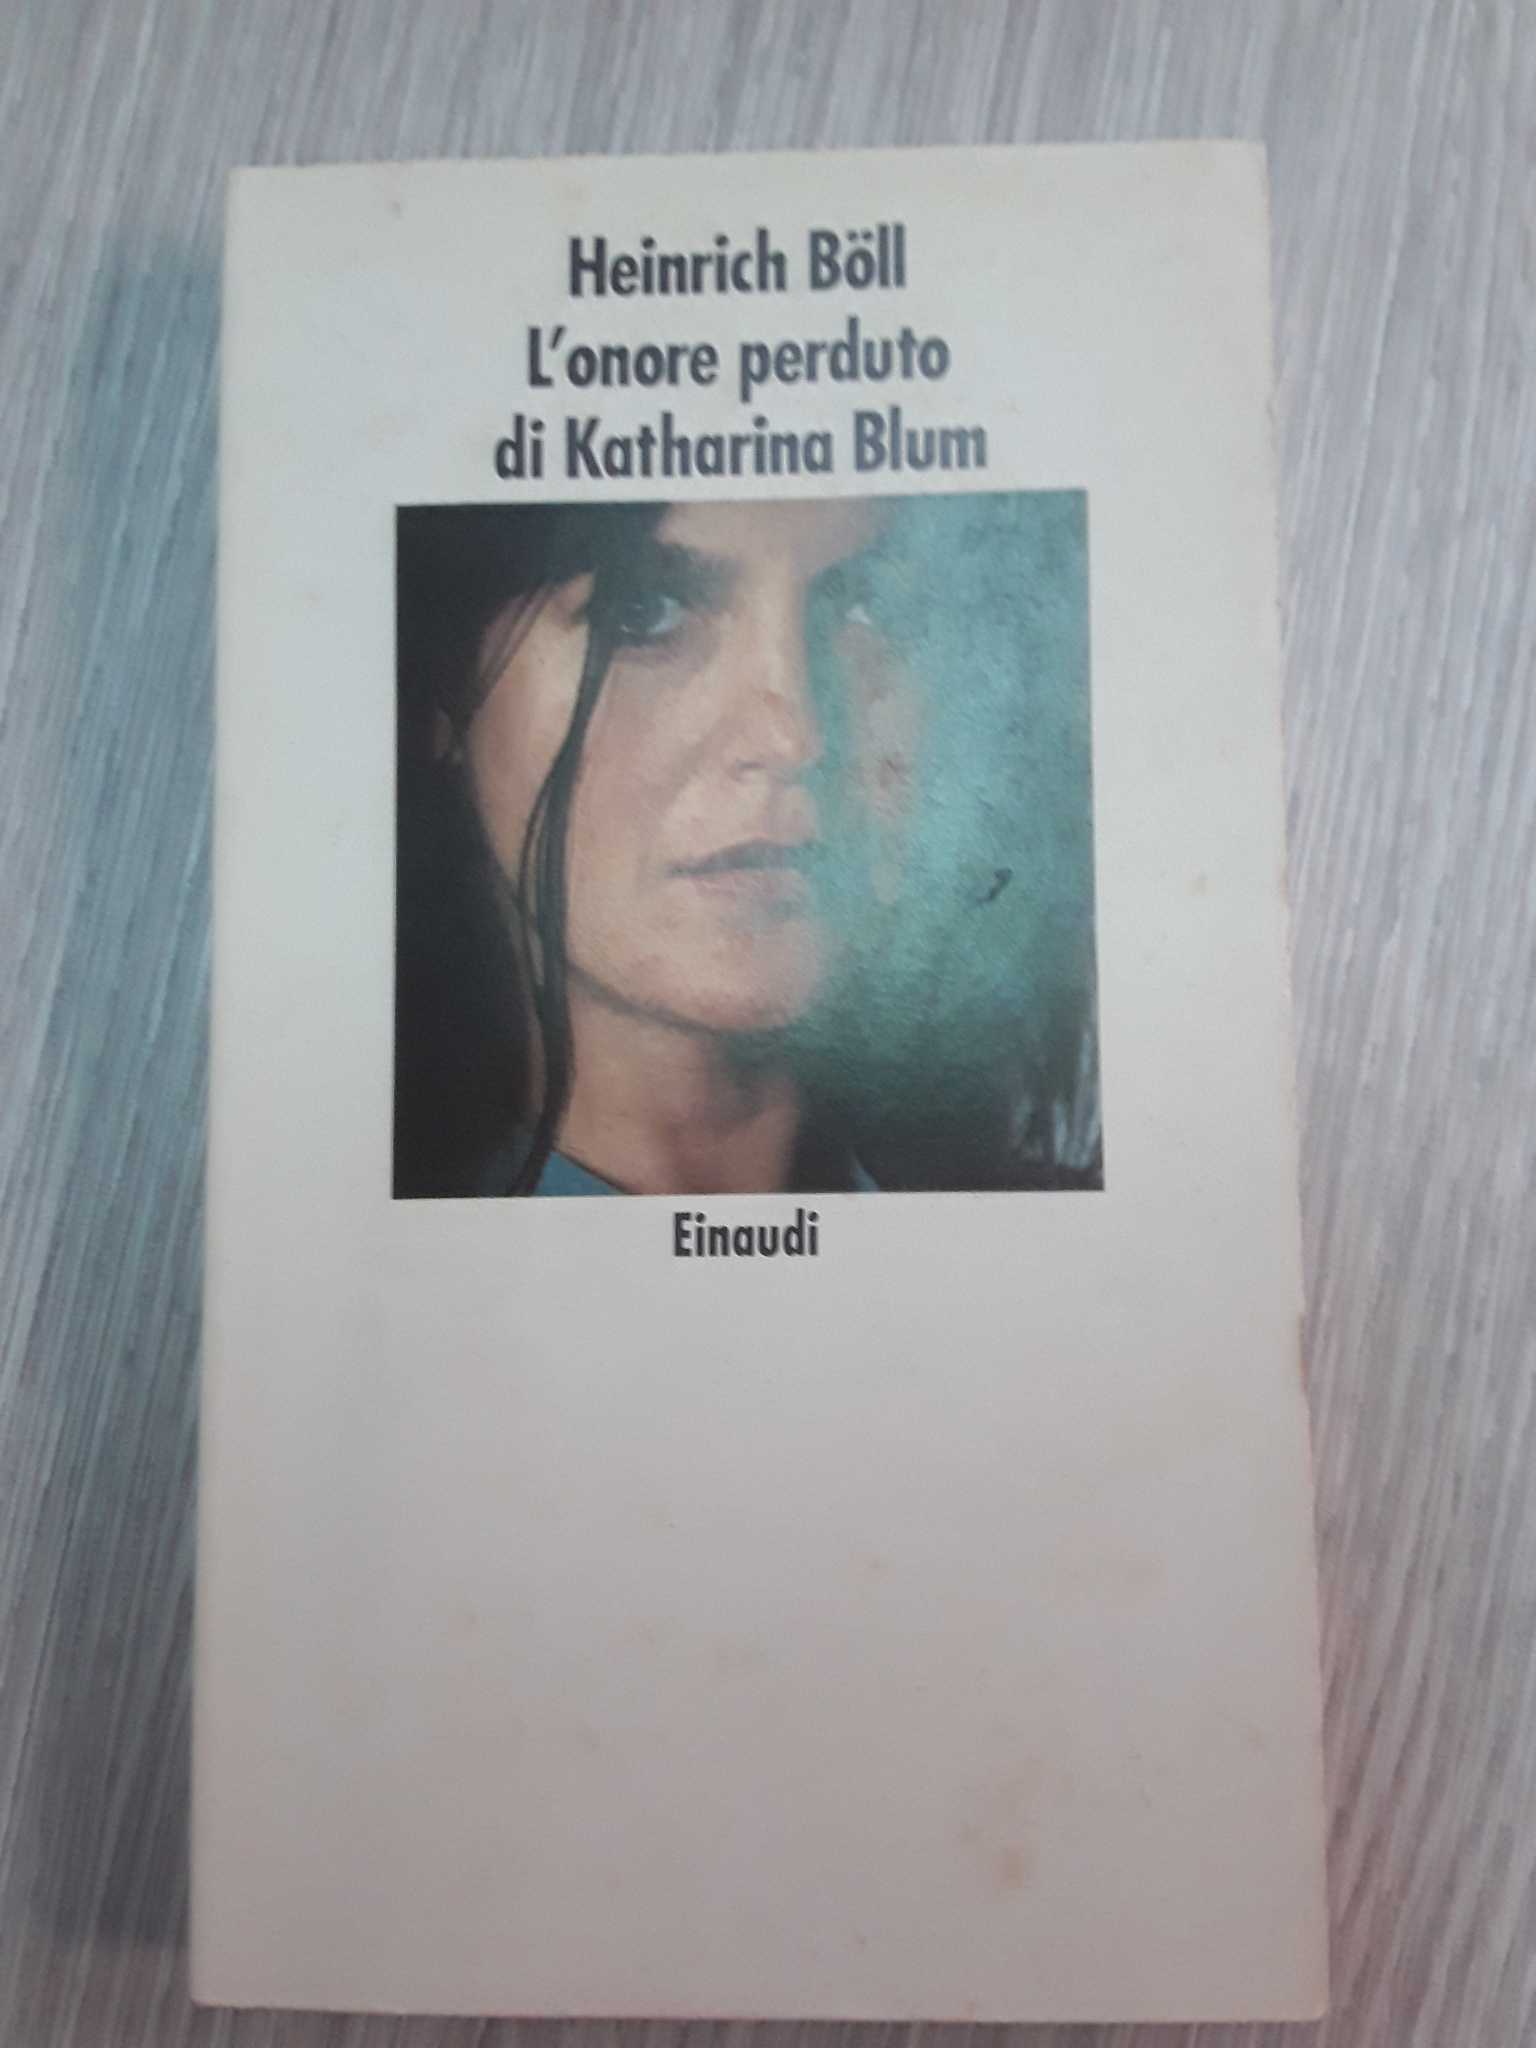 Heinrich Böll
L'onore perduto
di Katharina Blum
Einaudi